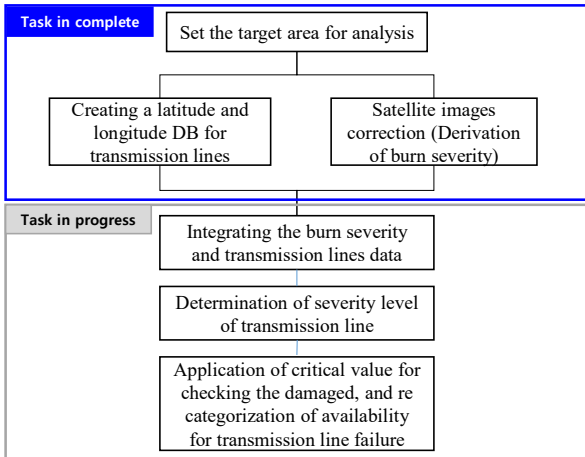 Task in complete
Set the target area for analysis
Creating a latitude and
longitude DB for
transmission lines
Satellite images
correction (Derivation
of burn severity)
Task in progress
Integrating the burn severity
and transmission lines data
Determination of severity level
of transmission line
Application of critical value for
checking the damaged, and re
categorization of availability
for transmission line failure